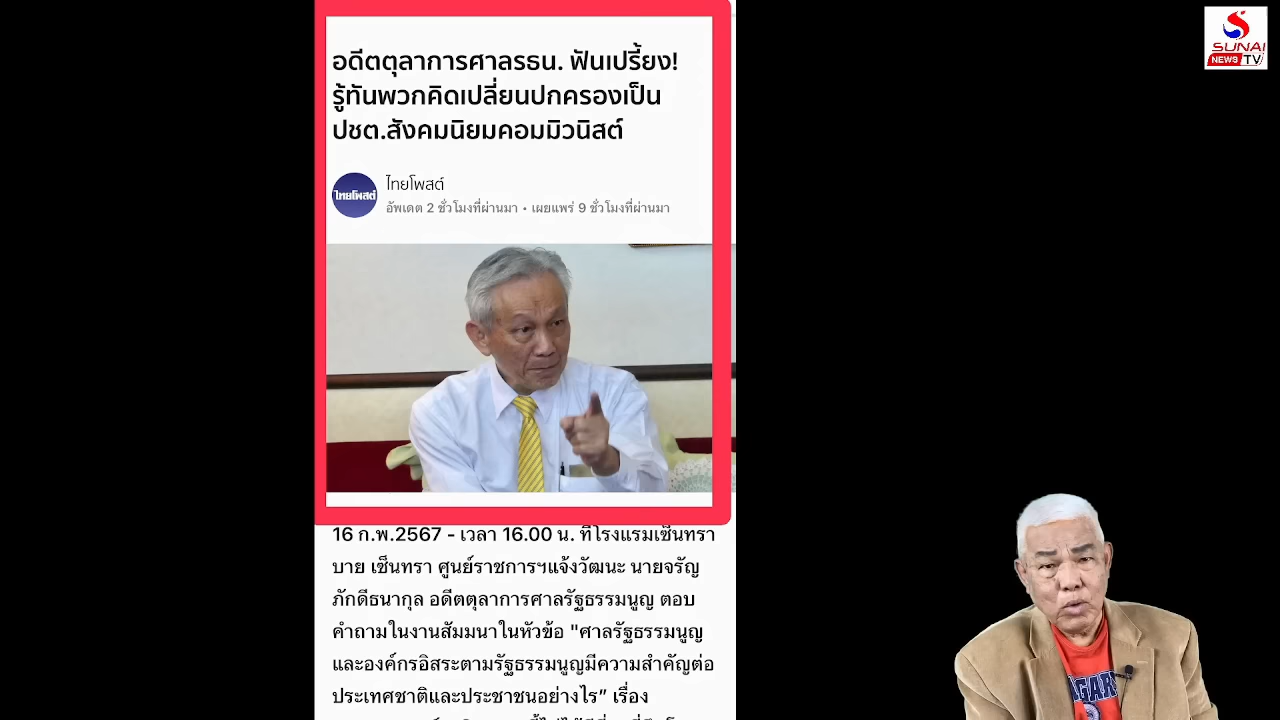 อดีตตุลาการศาลรธน. ฟันเปรี้ยง!
รู้ทันพวกคิดเปลี่ยนปกครองเป็น
ปชต.สังคมนิยมคอมมิวนิสต์
ไทยโพสต์
ไทยโพสต์
อัพเดต 2 ชั่วโมงที่ผ่านมา • เผยแพร่ 9 ชั่วโมงที่ผ่านมา
16 ก.พ.2567 - เวลา 16.00 น. ที่โรงแรมเซ็นทรา
บาย เซ็นทรา ศูนย์ราชการฯแจ้งวัฒนะ นายจรัญ
ภักดีธนากุล อดีตตุลาการศาลรัฐธรรมนูญ ตอบ
คำถามในงานสัมมนาในหัวข้อ "ศาลรัฐธรรมนูญ
และองค์กรอิสระตามรัฐธรรมนูญมีความสำคัญต่อ
ประเทศชาติและประชาชนอย่างไร” เรื่อง
SUNAI
NEWS TV